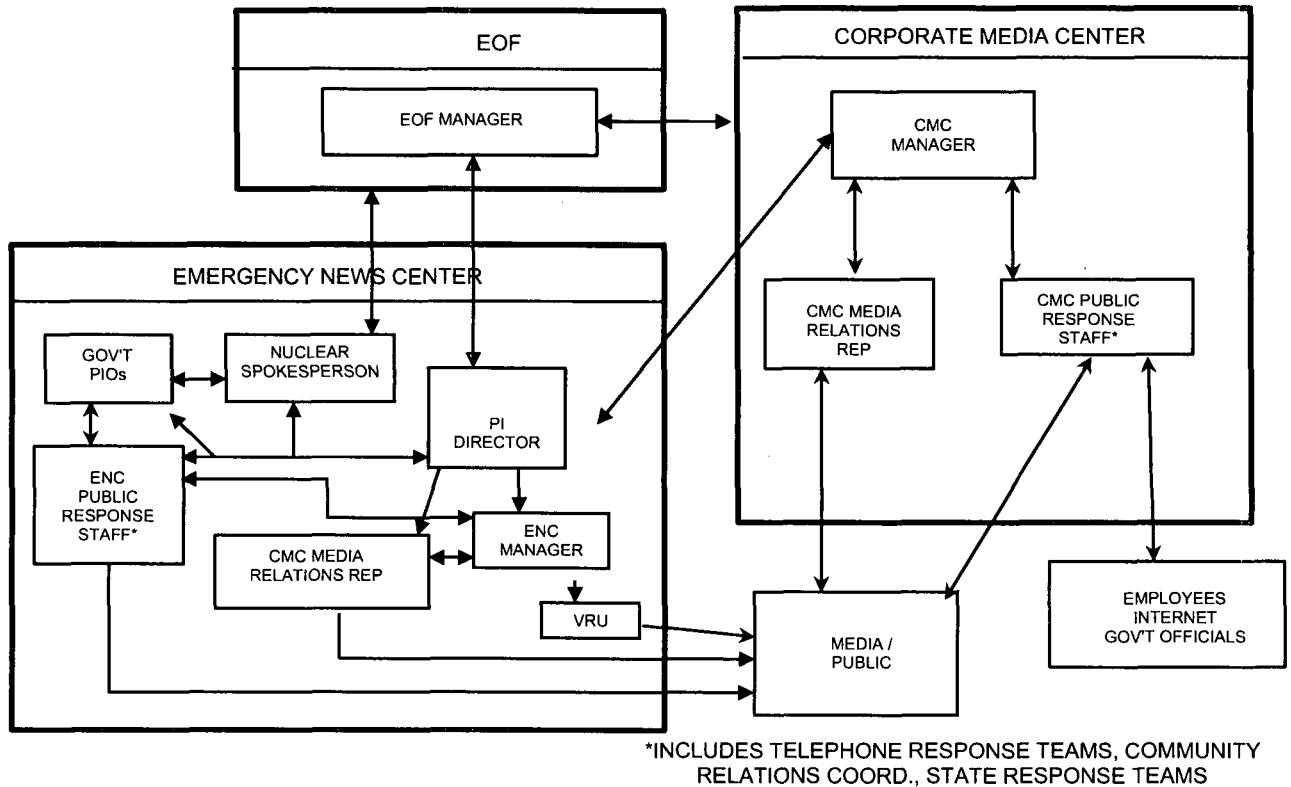 EOF
EOF MANAGER
CORPORATE MEDIA CENTER
CMC
MANAGER
CMC MEDIA
RELATIONS
REP
CMC PUBLIC
RESPONSE
STAFF*
EMERGENCY NEWS CENTER
GOV'T
PIOs
NUCLEAR
SPOKESPERSON
PI
DIRECTOR
ENC
PUBLIC
RESPONSE
STAFF*
CMC MEDIA
RELATIONS REP
ENC
MANAGER
VRU
MEDIA /
PUBLIC
EMPLOYEES
INTERNET
GOV'T OFFICIALS
*INCLUDES TELEPHONE RESPONSE TEAMS, COMMUNITY
RELATIONS COORD., STATE RESPONSE TEAMS